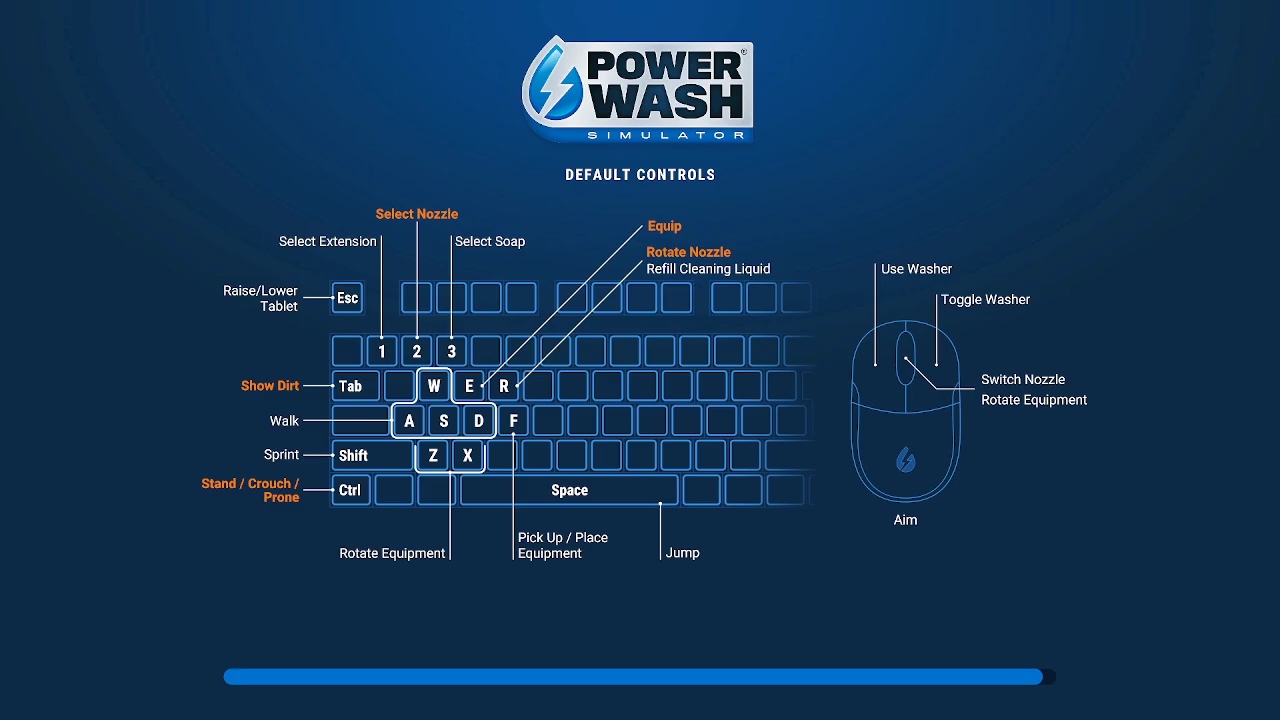 POWER®
WASH
SIMULATOR
DEFAULT CONTROLS
Select Nozzle
Select Extension
Select Soap
Equip
Rotate Nozzle
Refill Cleaning Liquid
Use Washer
Toggle Washer
Raise/Lower
Tablet
Esc
1 2 3
Show Dirt
Tab W E R
Switch Nozzle
Rotate Equipment
Walk
A S D F
Sprint
Shift Z X
Stand / Crouch /
Prone
Ctrl Space
Aim
Rotate Equipment
Pick Up / Place
Equipment
Jump